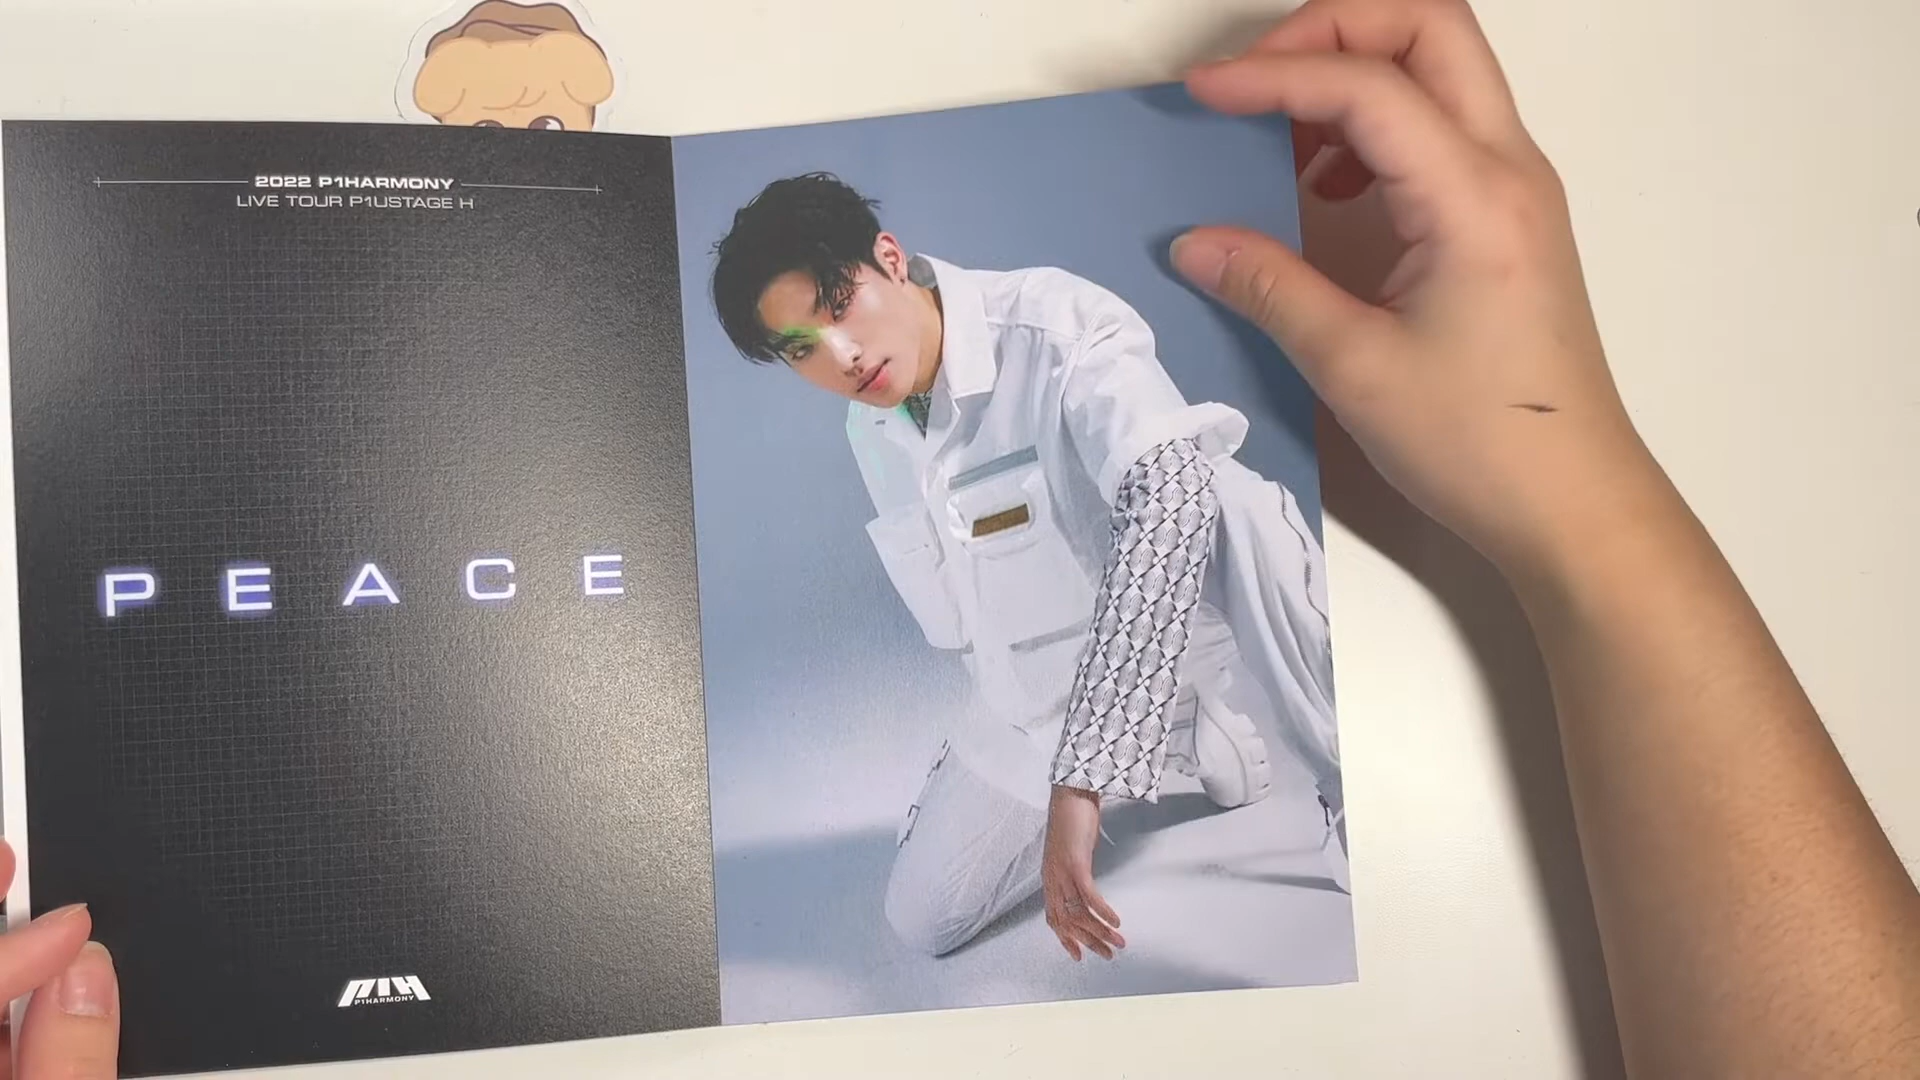 2022 P1HARMONY
LIVE TOUR P1USTAGE H
PEACE
P1H
P1HARMONY